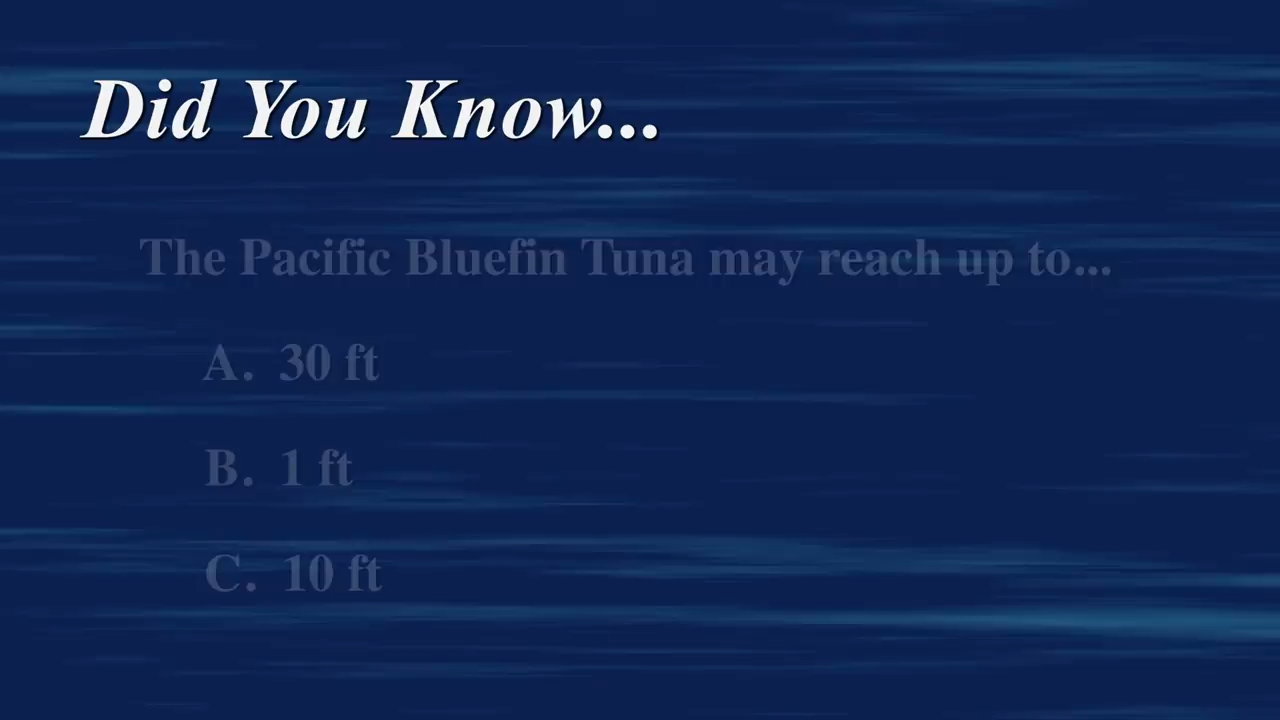 Did You Know...
The Pacific Bluefin Tuna may reach up to...
A. 30 ft
B. 1 ft
C. 10 ft